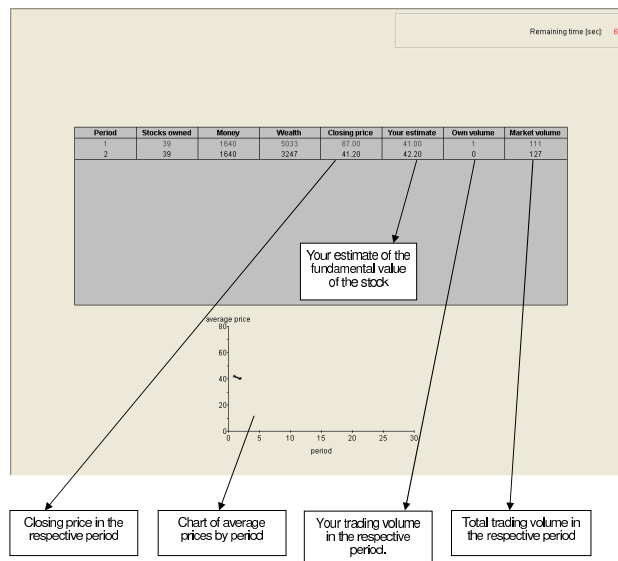 Remaining time [sec]: 6
Period Stocks owned Money Wealth Closing price Your estimate Own volume Market volume
1 39 1640 5033 87.00 41.00 1 111
2 39 1640 3247 41.20 42.20 0 127
Your estimate of the
fundamental value
of the stock
average price
80
60
40
20
0
0 5 10 15 20 25 30
period
Closing price in the
respective period
Chart of average
prices by period
Your trading volume
in the respective
period.
Total trading volume in
the respective period